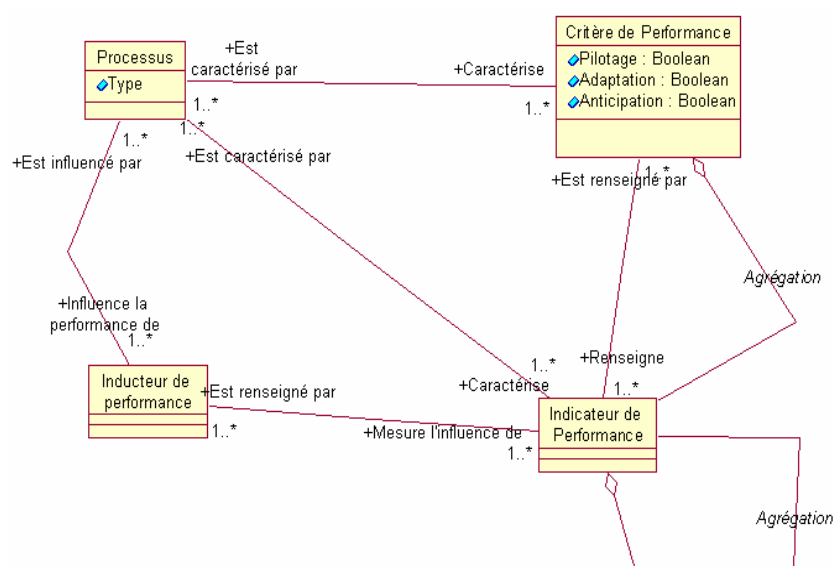 Processus
Type
+Est
caractérisé par
1..*
+Caractérise
1..*
Critère de Performance
Pilotage : Boolean
Adaptation : Boolean
Anticipation : Boolean
1..*
+Est influencé par
1..*
+Est caractérisé par
+Est renseigné par
1..*
Agrégation
+Influence la
performance de
1..*
1..*
+Caractérise
+Renseigne
1..*
Inducteur de
performance
+Est renseigné par
1..*
+Mesure l'influence de
1..*
Indicateur de
Performance
Agrégation